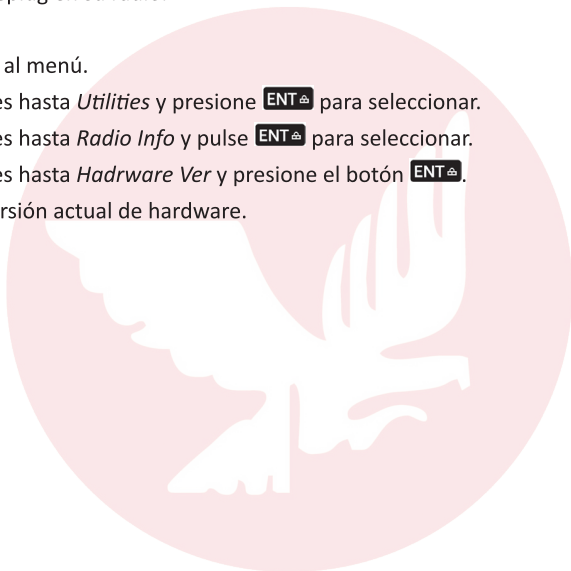 al menú.
es hasta Utilities y presione ENT para seleccionar.
es hasta Radio Info y pulse ENT para seleccionar.
es hasta Hadrware Ver y presione el botón ENT.
rsión actual de hardware.